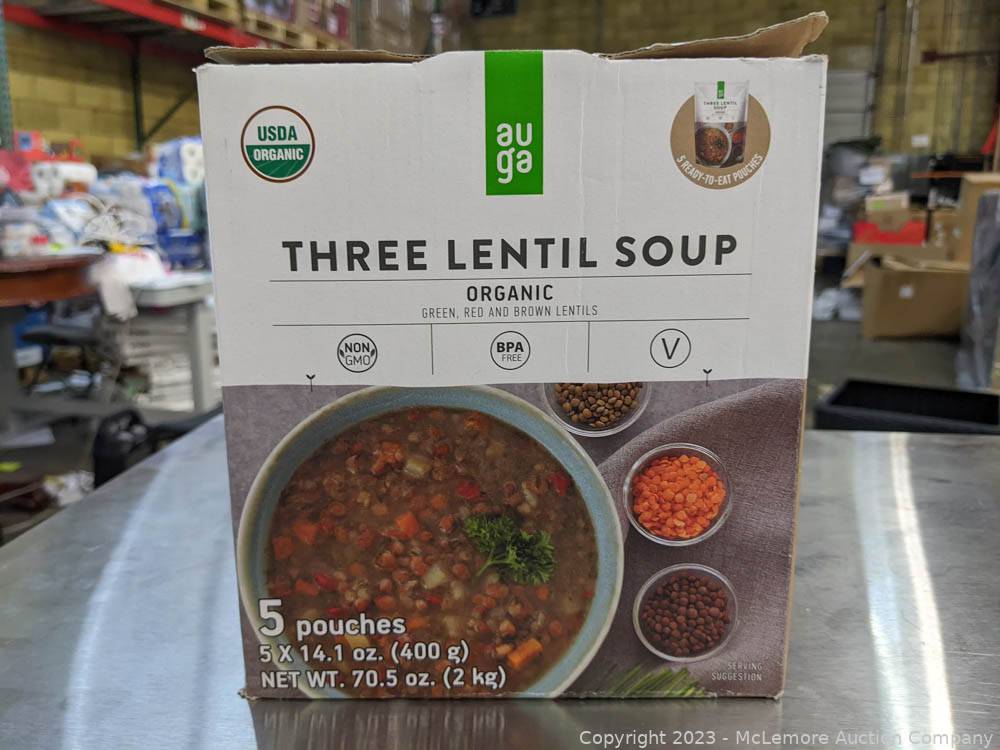 USDA
ORGANIC
au
ga
THREE LENTIL
SOUP
5 READY-TO-EAT POUCHES
THREE LENTIL SOUP
ORGANIC
GREEN, RED AND BROWN LENTILS
NON
GMO
BPA
FREE
V
5 pouches
5 X 14.1 oz. (400 g)
NET WT. 70.5 oz. (2 kg)
SERVING
SUGGESTION
Copyright 2023 - McLemore Auction Company